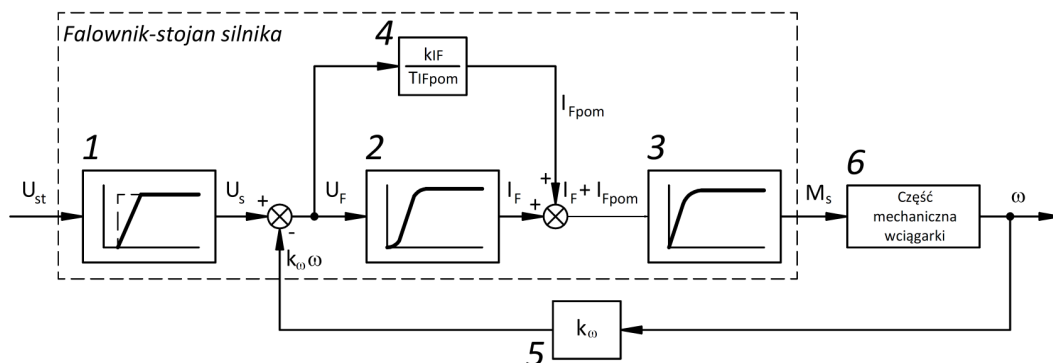 Falownik-stojan silnika
4
kIF
TIFpom
IFpom
1
2
3
6
Ust
Us
+
-
UF
IF
+
+
IF + IFpom
Ms
Część
mechaniczna
wciągarki
ω
kω ω
kω
5